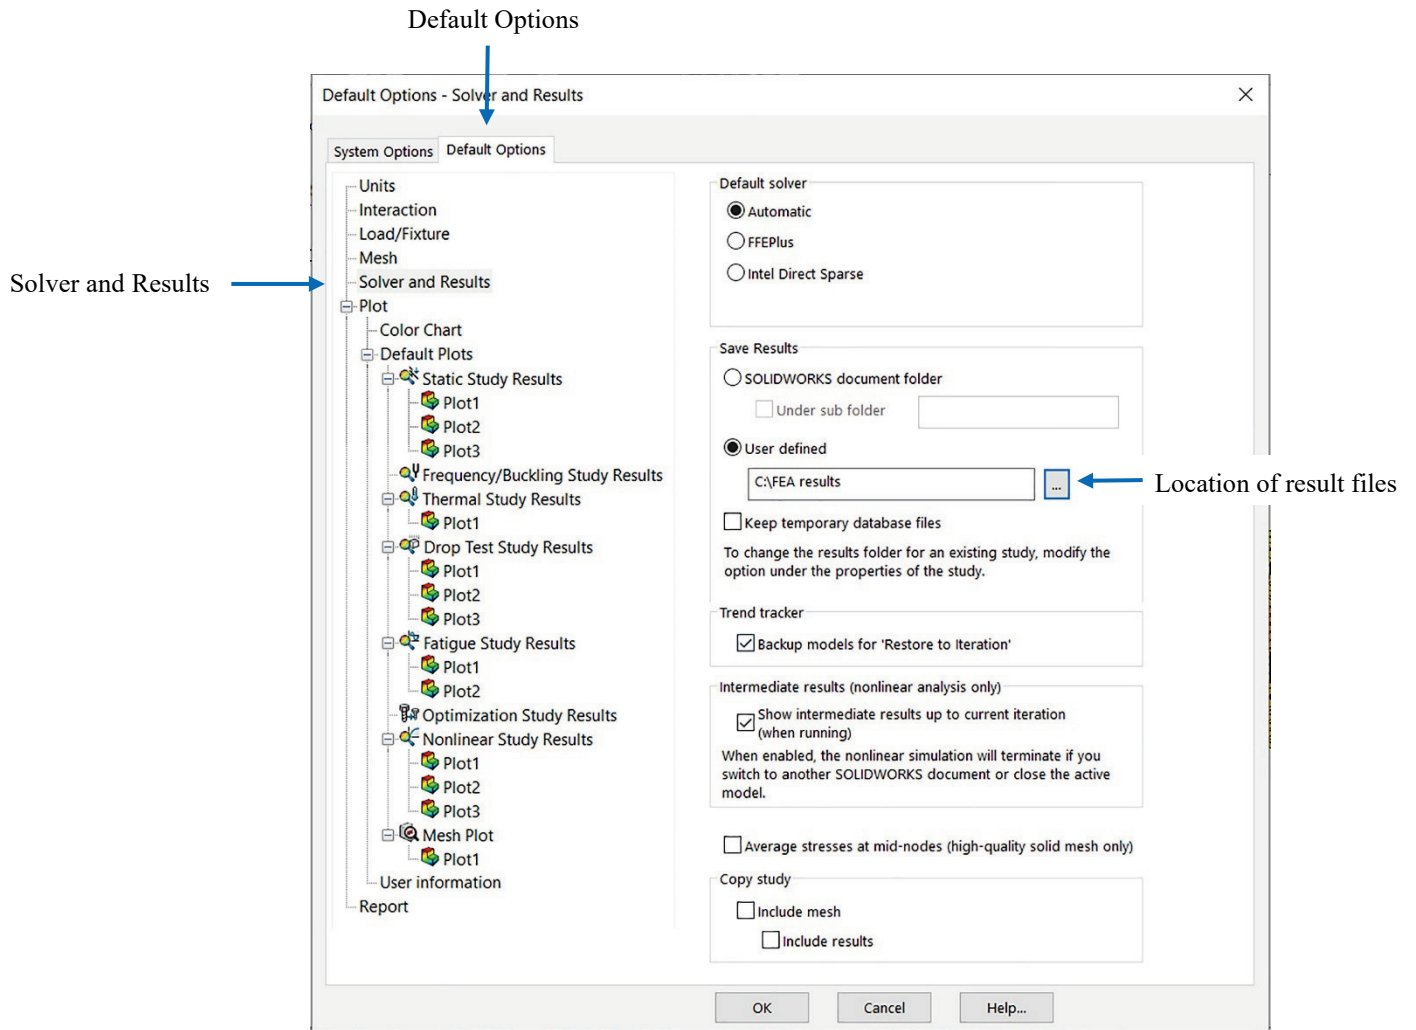 Default Options
Default Options - Solver and Results
System Options
Default Options
Solver and Results
Units
Interaction
Load/Fixture
Mesh
Solver and Results
Plot
Color Chart
Default Plots
Static Study Results
Plot1
Plot2
Plot3
Frequency/Buckling Study Results
Thermal Study Results
Plot1
Drop Test Study Results
Plot1
Plot2
Plot3
Fatigue Study Results
Plot1
Plot2
Optimization Study Results
Nonlinear Study Results
Plot1
Plot2
Plot3
Mesh Plot
Plot1
User information
Report
Default solver
Automatic
FFEPlus
Intel Direct Sparse
Save Results
SOLIDWORKS document folder
Under sub folder
User defined
C:\FEA results
...
Location of result files
Keep temporary database files
To change the results folder for an existing study, modify the
option under the properties of the study.
Trend tracker
Backup models for 'Restore to Iteration'
Intermediate results (nonlinear analysis only)
Show intermediate results up to current iteration
(when running)
When enabled, the nonlinear simulation will terminate if you
switch to another SOLIDWORKS document or close the active
model.
Average stresses at mid-nodes (high-quality solid mesh only)
Copy study
Include mesh
Include results
OK
Cancel
Help...